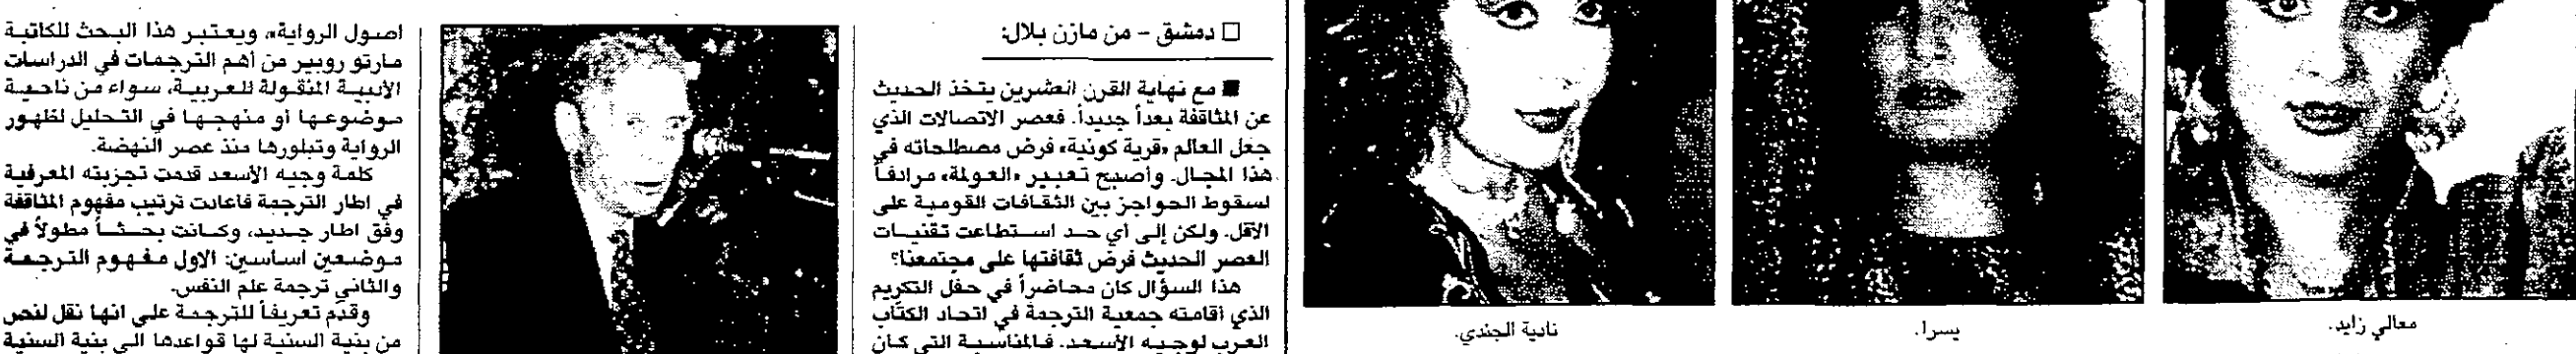 □ دمشق - من مازن بلال:
■ مع نهاية القرن العشرين يتخذ الحديث
عن المثاقفة بعداً جديداً. فعصر الاتصالات الذي
جعل العالم «قرية كونية» فرض مصطلحاته في
هذا المجال. وأصبح تعبير «العولمة» مرادفاً
لسقوط الحواجز بين الثقافات القومية على
الأقل. ولكن إلى أي حد استطاعت تقنيات
العصر الحديث فرض ثقافتها على مجتمعنا؟
هذا السؤال كان محاضراً في حفل التكريم
الذي أقامته جمعية الترجمة في اتحاد الكتّاب
العرب لوجيه الأسعد. فالمناسبة التي كان
اصول الرواية»، ويعتبر هذا البحث للكاتبة
مارتو روبير من أهم الترجمات في الدراسات
الأدبية المنقولة للعربية، سواء من ناحية
موضوعها او منهجها في التحليل لظهور
الرواية وتبلورها منذ عصر النهضة.
كلمة وجيه الأسعد قدمت تجربته المعرفية
في اطار الترجمة فاعادت ترتيب مفهوم المثاقفة
وفق اطار جديد، وكانت بحثاً مطولاً في
موضعين اساسين: الاول مفهوم الترجمة
والثاني ترجمة علم النفس.
وقدّم تعريفاً للترجمة على انها نقل لنص
من بنية السنية لها قواعدها الى بنية السنية
معالي زايد.
يسرا.
نادية الجندي.